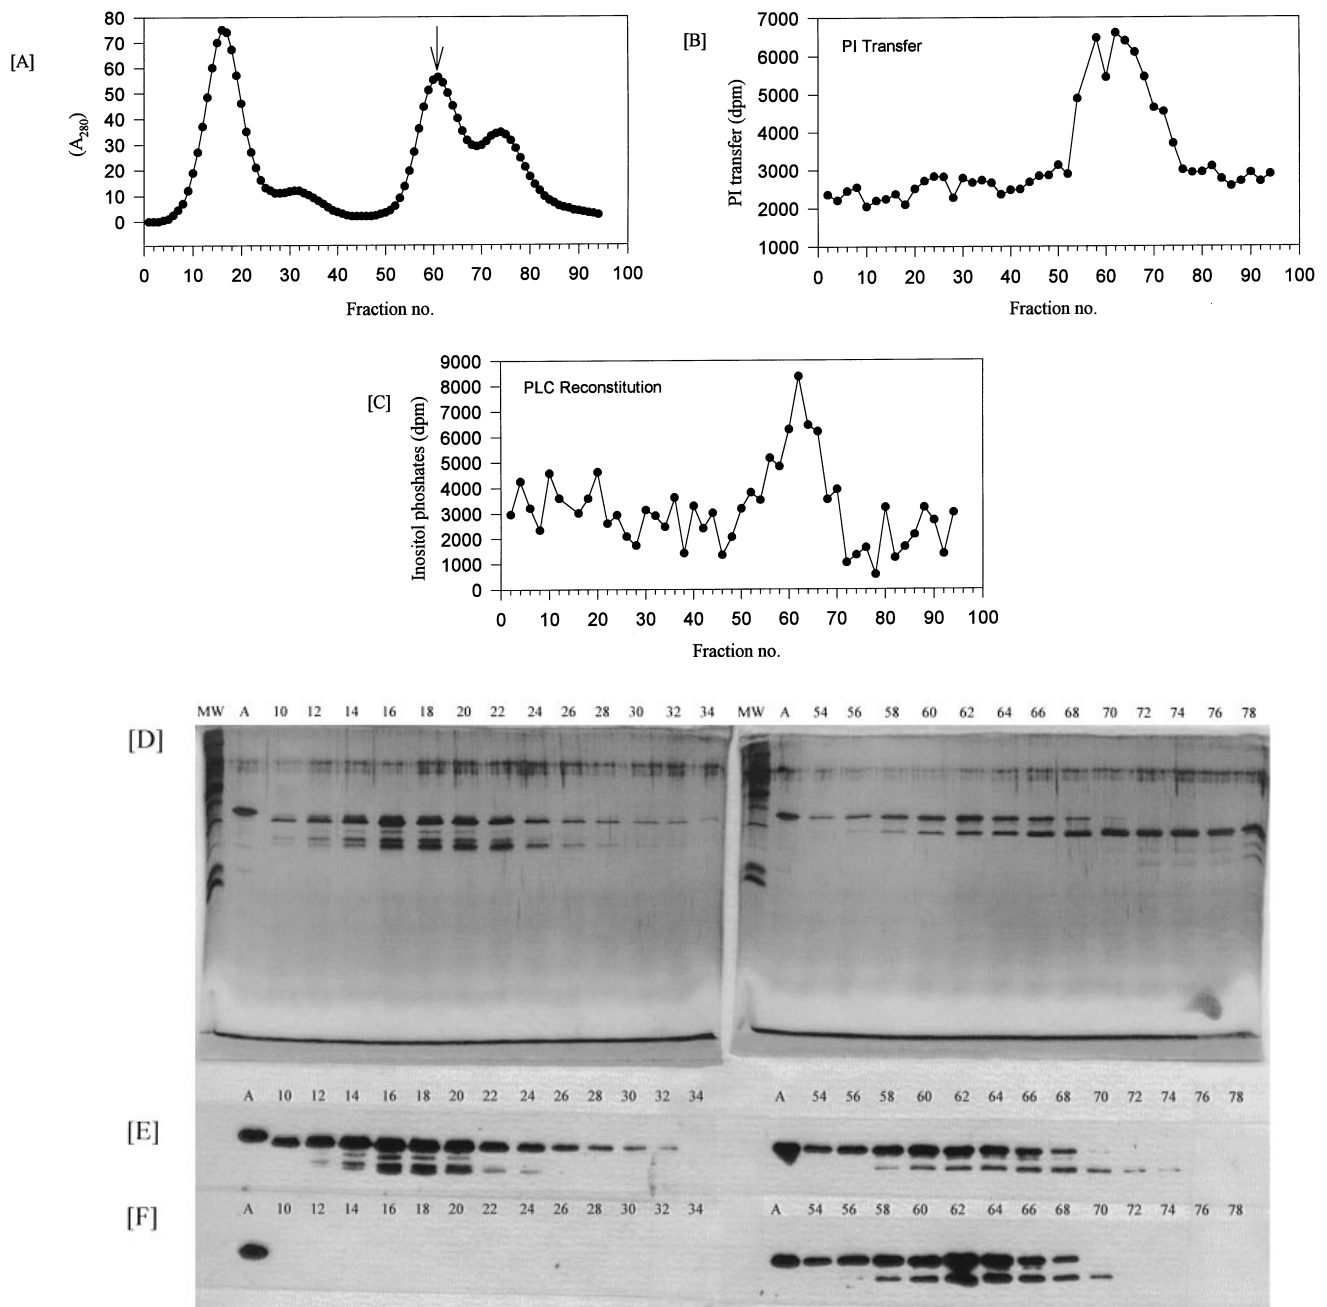 [A]
(A280)
80
70
60
50
40
30
20
10
0
0 10 20 30 40 50 60 70 80 90 100
Fraction no.
[B]
PI Transfer
PI transfer (dpm)
7000
6000
5000
4000
3000
2000
1000
0 10 20 30 40 50 60 70 80 90 100
Fraction no.
[C]
PLC Reconstitution
Inositol phoshates (dpm)
9000
8000
7000
6000
5000
4000
3000
2000
1000
0
0 10 20 30 40 50 60 70 80 90 100
Fraction no.
[D]
MW A 10 12 14 16 18 20 22 24 26 28 30 32 34
MW A 54 56 58 60 62 64 66 68 70 72 74 76 78
[E]
A 10 12 14 16 18 20 22 24 26 28 30 32 34
A 54 56 58 60 62 64 66 68 70 72 74 76 78
[F]
A 10 12 14 16 18 20 22 24 26 28 30 32 34
A 54 56 58 60 62 64 66 68 70 72 74 76 78